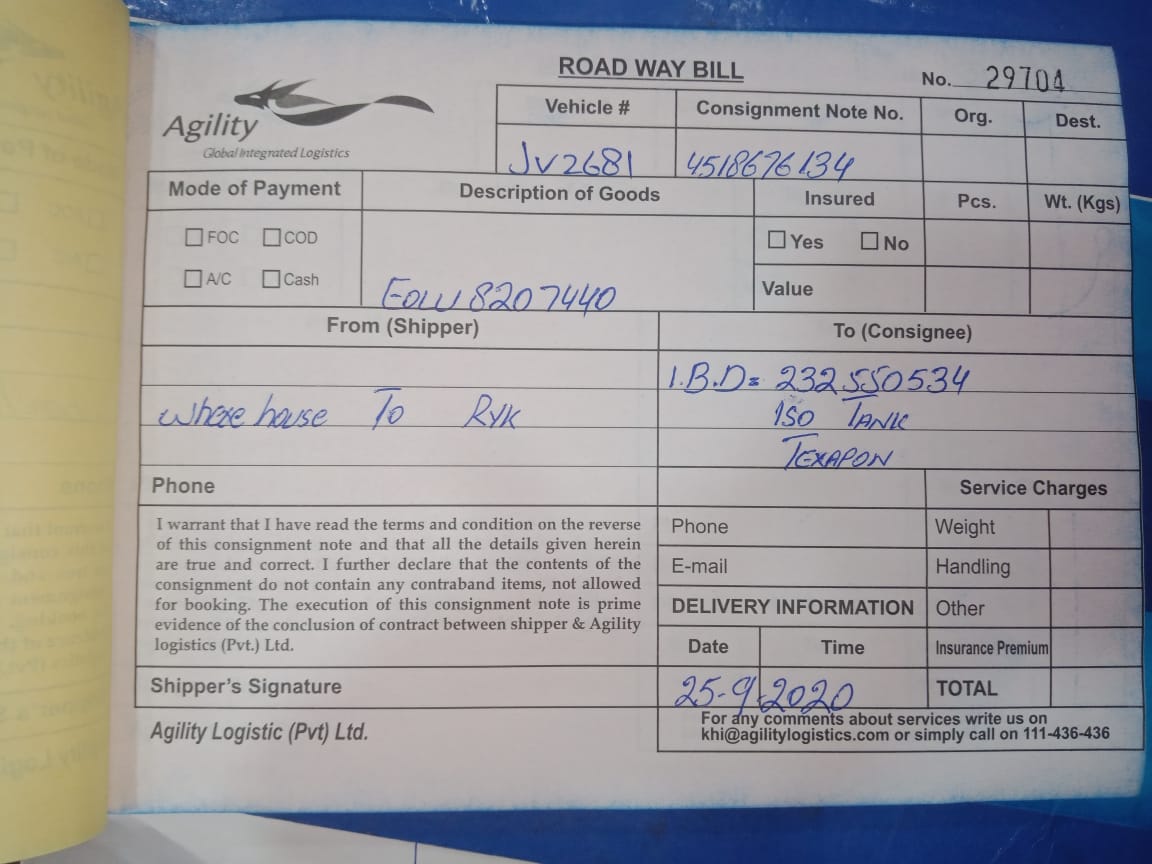 ROAD WAY BILL
No. 29704
Agility
Global Integrated Logistics
Vehicle #
Consignment Note No.
Org.
Dest.
JV2681
4518676134
Mode of Payment
Description of Goods
Insured
Pcs.
Wt. (Kgs)
FOC
COD
Yes
No
A/C
Cash
Value
8207440
From (Shipper)
To (Consignee)
I.B.D= 232550534
where house To RYK
ISO TANK
TEXAPON
Phone
Service Charges
I warrant that I have read the terms and condition on the reverse
of this consignment note and that all the details given herein
are true and correct. I further declare that the contents of the
consignment do not contain any contraband items, not allowed
for booking. The execution of this consignment note is prime
evidence of the conclusion of contract between shipper & Agility
logistics (Pvt.) Ltd.
Phone
Weight
E-mail
Handling
DELIVERY INFORMATION
Other
Date
Time
Insurance Premium
Shipper's Signature
25-9-2020
TOTAL
Agility Logistic (Pvt) Ltd.
For any comments about services write us on
khi@agilitylogistics.com or simply call on 111-436-436